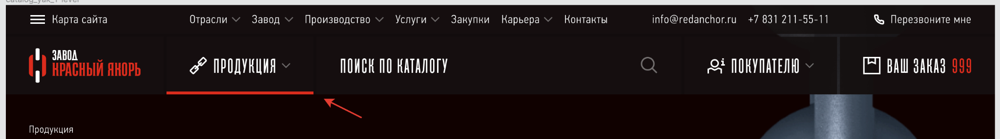 catalog_yak_1 level
Карта сайта
Отрасли Завод Производство Услуги Закупки Карьера Контакты
info@redanchor.ru +7 831 211-55-11
Перезвоните мне
ЗАВОД
КРАСНЫЙ ЯКОРЬ
ПРОДУКЦИЯ
ПОИСК ПО КАТАЛОГУ
ПОКУПАТЕЛЮ
ВАШ ЗАКАЗ 999
Продукция